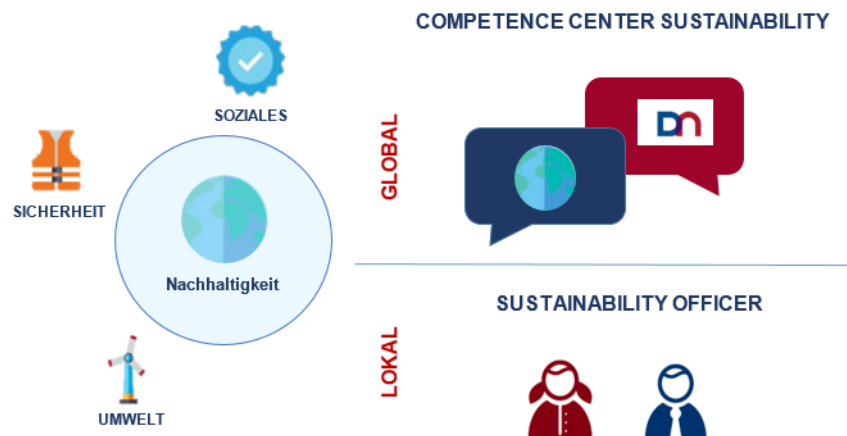 COMPETENCE CENTER SUSTAINABILITY
SOZIALES
SICHERHEIT
Nachhaltigkeit
UMWELT
GLOBAL
Dn
SUSTAINABILITY OFFICER
LOKAL